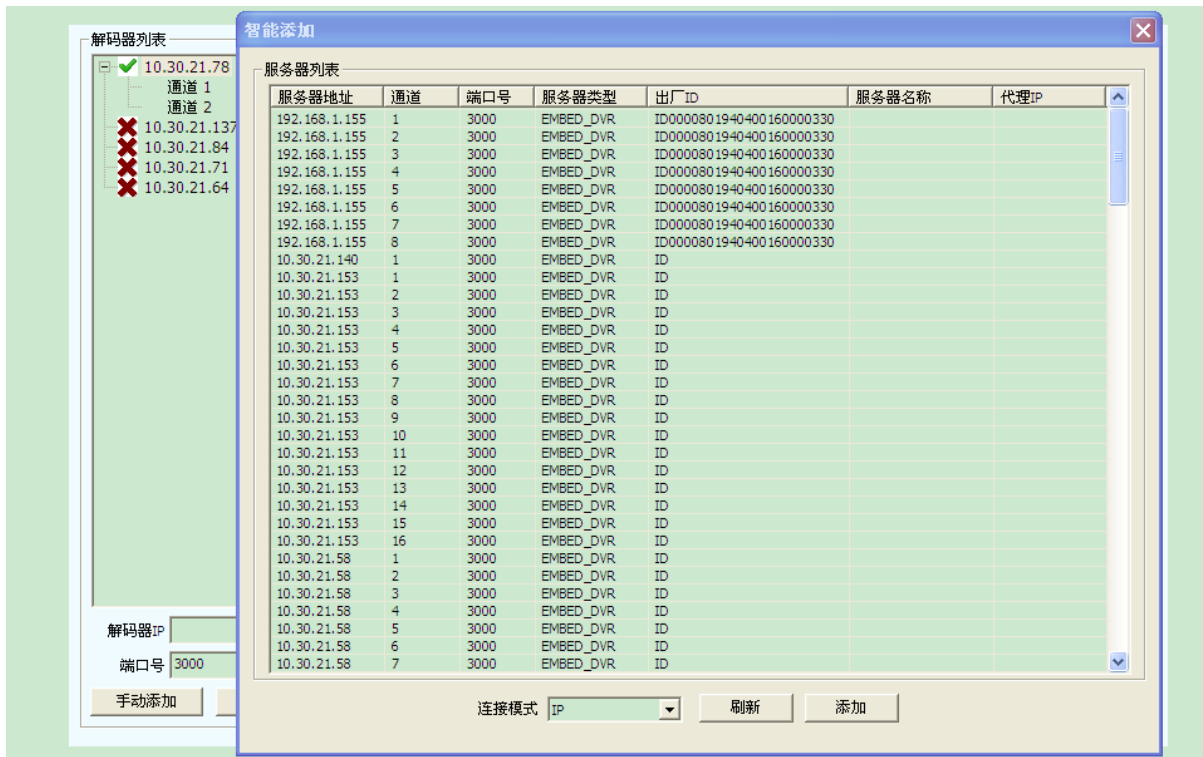 智能添加
解码器列表
10.30.21.78
通道 1
通道 2
10.30.21.137
10.30.21.84
10.30.21.71
10.30.21.64
解码器IP
端口号 3000
手动添加
服务器列表
服务器地址 通道 端口号 服务器类型 出厂ID 服务器名称 代理IP
192.168.1.155 1 3000 EMBED_DVR ID000080194040016000330
192.168.1.155 2 3000 EMBED_DVR ID000080194040016000330
192.168.1.155 3 3000 EMBED_DVR ID000080194040016000330
192.168.1.155 4 3000 EMBED_DVR ID000080194040016000330
192.168.1.155 5 3000 EMBED_DVR ID000080194040016000330
192.168.1.155 6 3000 EMBED_DVR ID000080194040016000330
192.168.1.155 7 3000 EMBED_DVR ID000080194040016000330
192.168.1.155 8 3000 EMBED_DVR ID000080194040016000330
10.30.21.140 1 3000 EMBED_DVR ID
10.30.21.153 1 3000 EMBED_DVR ID
10.30.21.153 2 3000 EMBED_DVR ID
10.30.21.153 3 3000 EMBED_DVR ID
10.30.21.153 4 3000 EMBED_DVR ID
10.30.21.153 5 3000 EMBED_DVR ID
10.30.21.153 6 3000 EMBED_DVR ID
10.30.21.153 7 3000 EMBED_DVR ID
10.30.21.153 8 3000 EMBED_DVR ID
10.30.21.153 9 3000 EMBED_DVR ID
10.30.21.153 10 3000 EMBED_DVR ID
10.30.21.153 11 3000 EMBED_DVR ID
10.30.21.153 12 3000 EMBED_DVR ID
10.30.21.153 13 3000 EMBED_DVR ID
10.30.21.153 14 3000 EMBED_DVR ID
10.30.21.153 15 3000 EMBED_DVR ID
10.30.21.153 16 3000 EMBED_DVR ID
10.30.21.58 1 3000 EMBED_DVR ID
10.30.21.58 2 3000 EMBED_DVR ID
10.30.21.58 3 3000 EMBED_DVR ID
10.30.21.58 4 3000 EMBED_DVR ID
10.30.21.58 5 3000 EMBED_DVR ID
10.30.21.58 6 3000 EMBED_DVR ID
10.30.21.58 7 3000 EMBED_DVR ID
连接模式 IP 刷新 添加